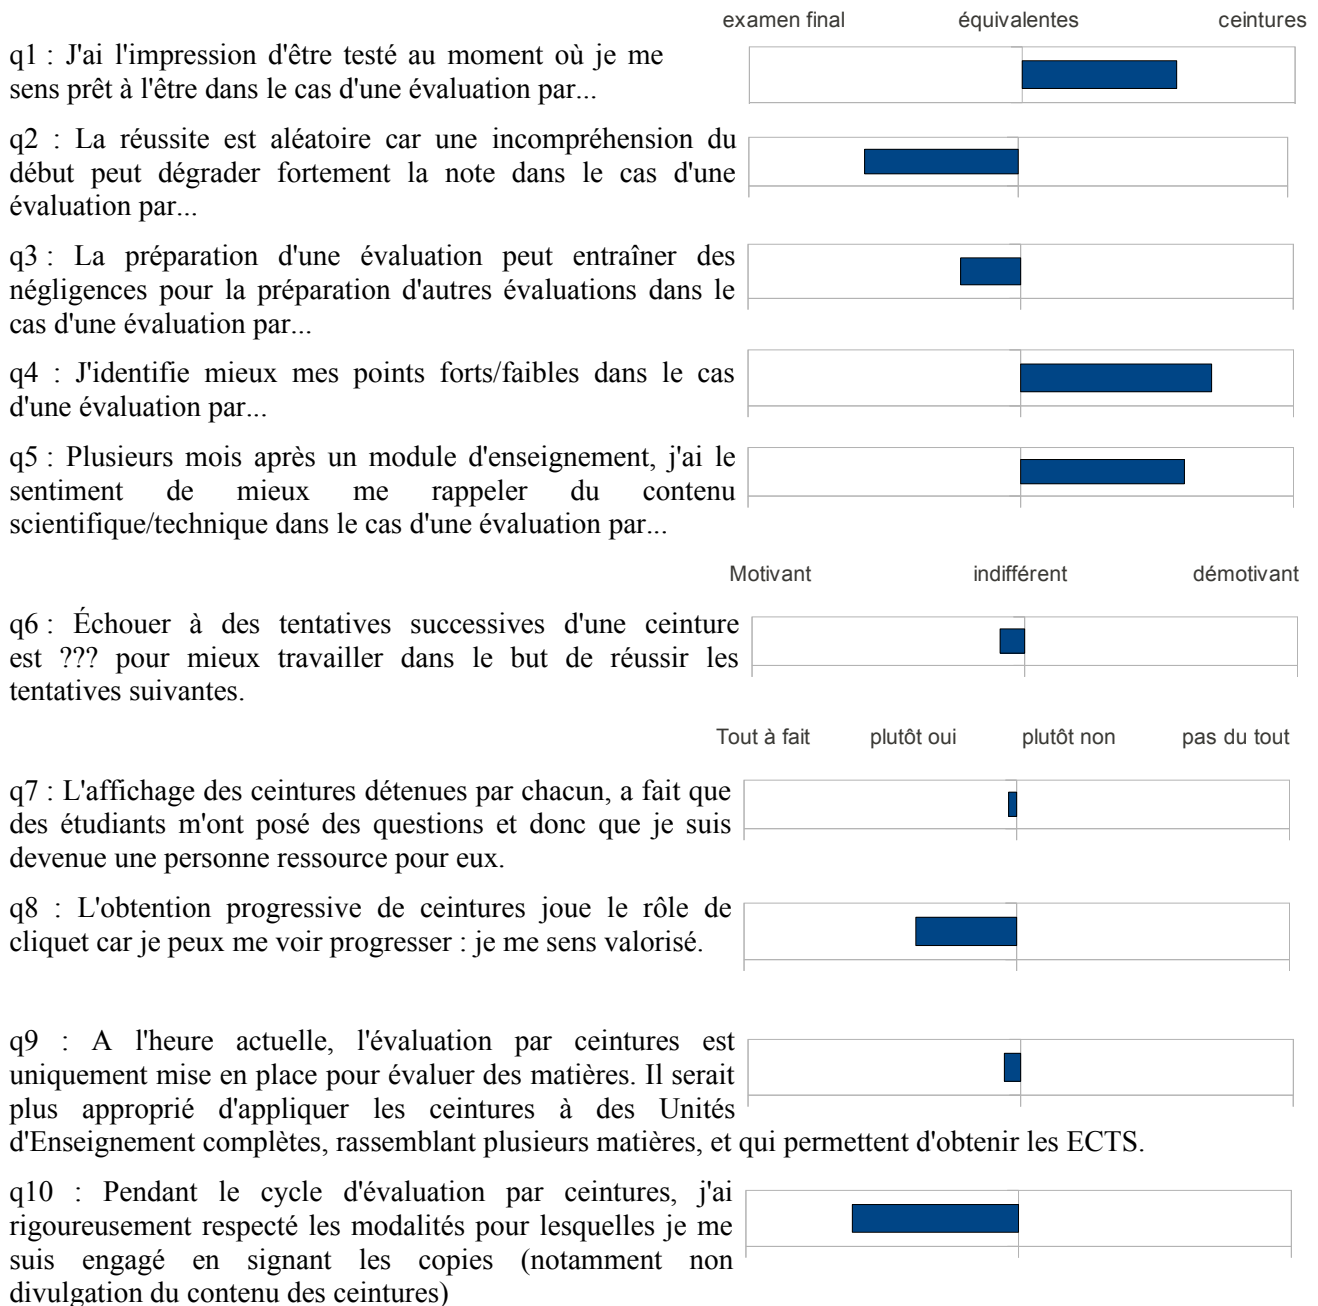 examen final équivalentes ceintures
q1 : J'ai l'impression d'être testé au moment où je me
sens prêt à l'être dans le cas d'une évaluation par...
q2 : La réussite est aléatoire car une incompréhension du
début peut dégrader fortement la note dans le cas d'une
évaluation par...
q3 : La préparation d'une évaluation peut entraîner des
négligences pour la préparation d'autres évaluations dans le
cas d'une évaluation par...
q4 : J'identifie mieux mes points forts/faibles dans le cas
d'une évaluation par...
q5 : Plusieurs mois après un module d'enseignement, j'ai le
sentiment de mieux me rappeler du contenu
scientifique/technique dans le cas d'une évaluation par...
Motivant indifférent démotivant
q6 : Échouer à des tentatives successives d'une ceinture
est ??? pour mieux travailler dans le but de réussir les
tentatives suivantes.
Tout à fait plutôt oui plutôt non pas du tout
q7 : L'affichage des ceintures détenues par chacun, a fait que
des étudiants m'ont posé des questions et donc que je suis
devenue une personne ressource pour eux.
q8 : L'obtention progressive de ceintures joue le rôle de
cliquet car je peux me voir progresser : je me sens valorisé.
q9 : A l'heure actuelle, l'évaluation par ceintures est
uniquement mise en place pour évaluer des matières. Il serait
plus approprié d'appliquer les ceintures à des Unités
d'Enseignement complètes, rassemblant plusieurs matières, et qui permettent d'obtenir les ECTS.
q10 : Pendant le cycle d'évaluation par ceintures, j'ai
rigoureusement respecté les modalités pour lesquelles je me
suis engagé en signant les copies (notamment non
divulgation du contenu des ceintures)